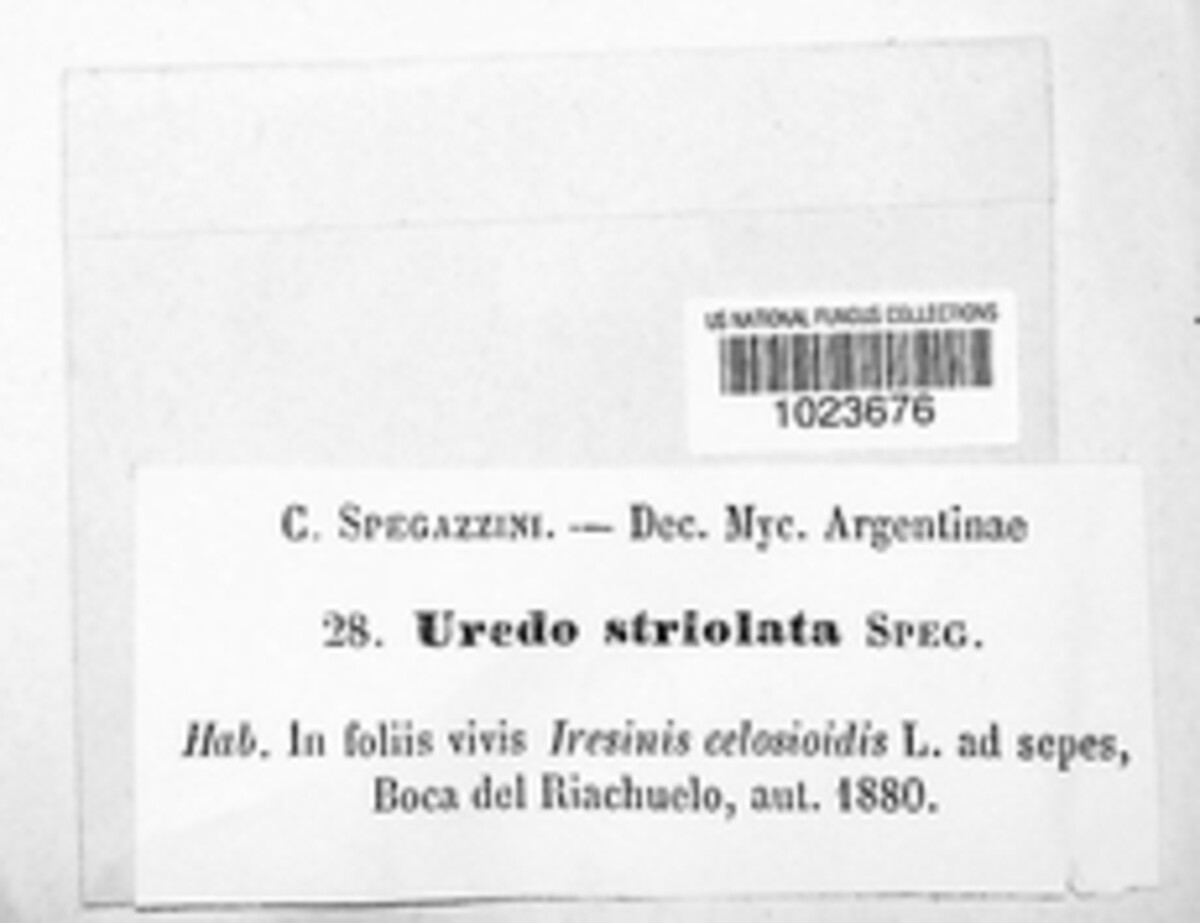 US NATIONAL FUNGUS COLLECTIONS
1023676
C. SPEGAZZINI. — Dec. Myc. Argentinae
28. Uredo striolata SPEG.
Hab. In foliis vivis Iresinis celosioidis L. ad sepes,
Boca del Riachuelo, aut. 1880.